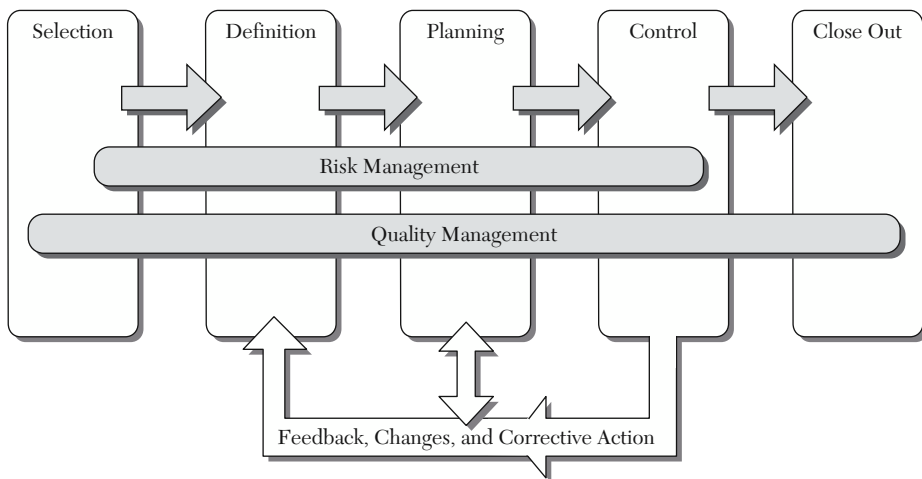 Selection
Definition
Planning
Control
Close Out
Risk Management
Quality Management
Feedback, Changes, and Corrective Action